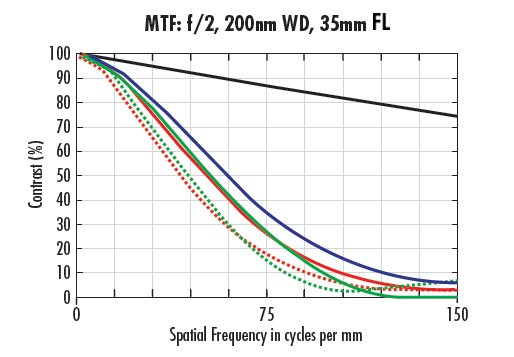 MTF: f/2, 200nm WD, 35mm FL
100
90
80
70
60
50
40
30
20
10
0
Contrast (%)
0 75 150
Spatial Frequency in cycles per mm